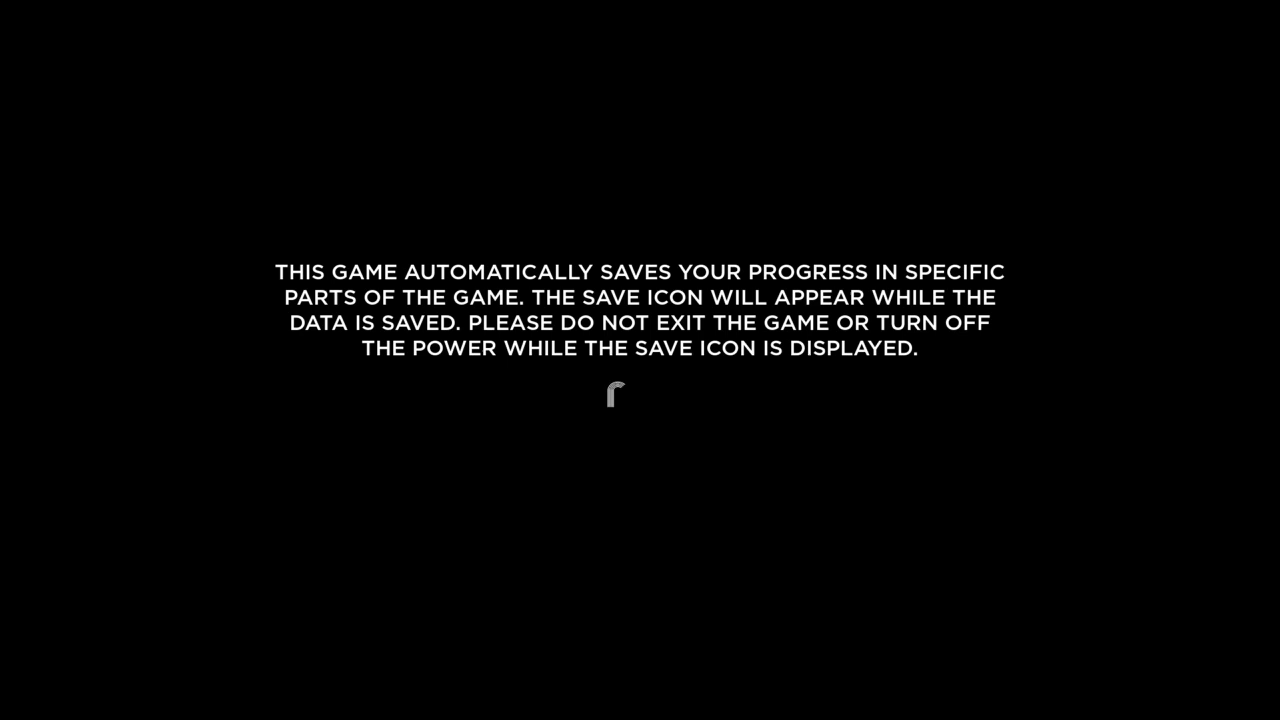 THIS GAME AUTOMATICALLY SAVES YOUR PROGRESS IN SPECIFIC
PARTS OF THE GAME. THE SAVE ICON WILL APPEAR WHILE THE
DATA IS SAVED. PLEASE DO NOT EXIT THE GAME OR TURN OFF
THE POWER WHILE THE SAVE ICON IS DISPLAYED.